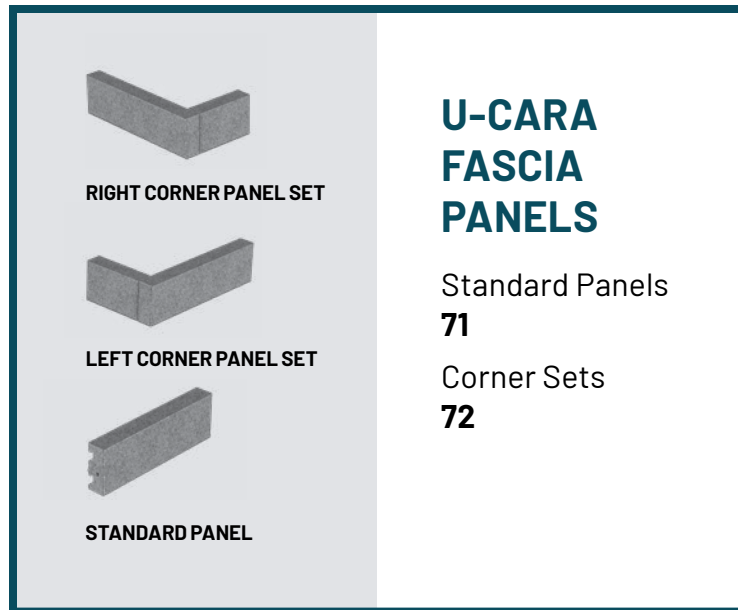 RIGHT CORNER PANEL SET
LEFT CORNER PANEL SET
STANDARD PANEL
U-CARA
FASCIA
PANELS
Standard Panels
71
Corner Sets
72